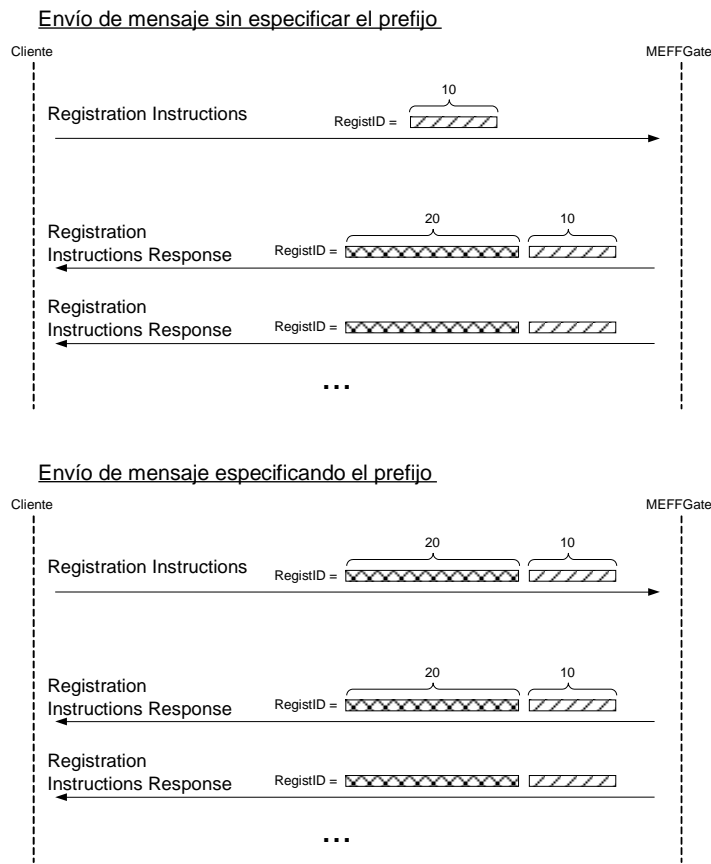 Envío de mensaje sin especificar el prefijo
Cliente
MEFFGate
10
Registration Instructions
RegistID =
20
10
Registration
Instructions Response
RegistID =
Registration
Instructions Response
RegistID =
...
Envío de mensaje especificando el prefijo
Cliente
MEFFGate
20
10
Registration Instructions
RegistID =
20
10
Registration
Instructions Response
RegistID =
Registration
Instructions Response
RegistID =
...